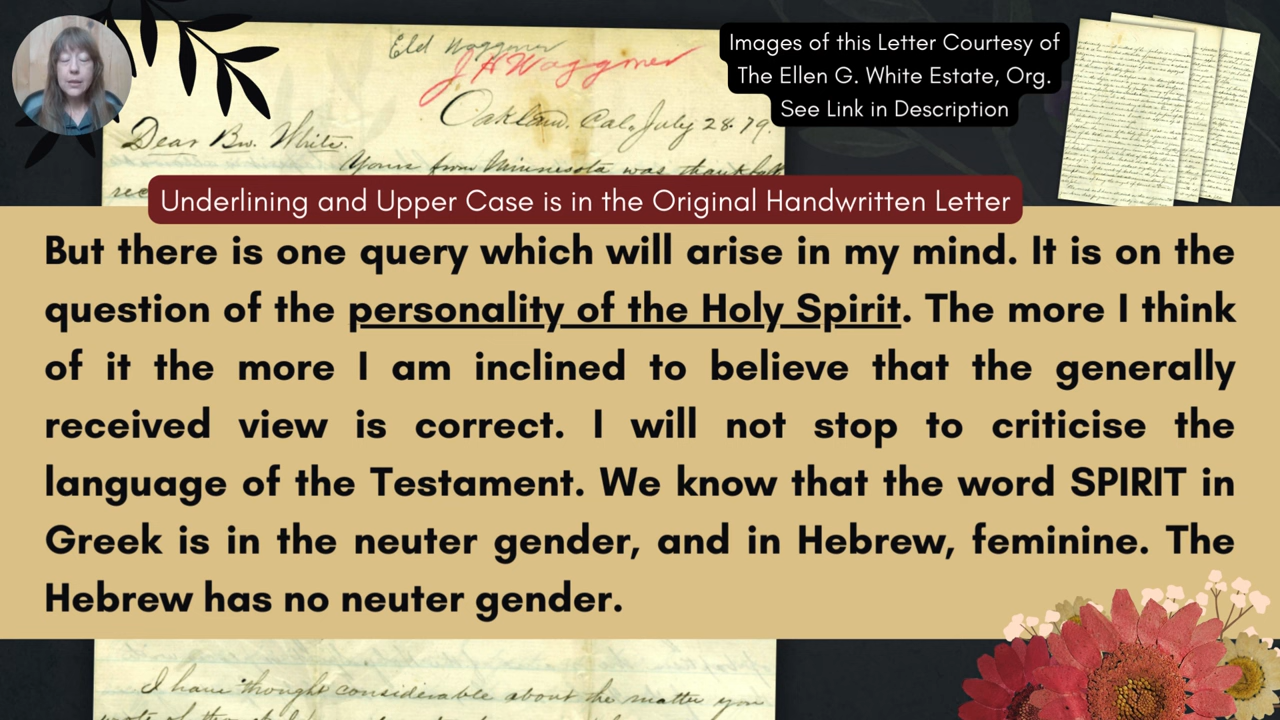 Eld Waggoner
J H Waggoner
Oakland. Cal. July 28. 79.
Dear Bro. White.
Yours from Minnesota was thankfully
rec
Images of this Letter Courtesy of
The Ellen G. White Estate, Org.
See Link in Description
Underlining and Upper Case is in the Original Handwritten Letter
But there is one query which will arise in my mind. It is on the
question of the personality of the Holy Spirit. The more I think
of it the more I am inclined to believe that the generally
received view is correct. I will not stop to criticise the
language of the Testament. We know that the word SPIRIT in
Greek is in the neuter gender, and in Hebrew, feminine. The
Hebrew has no neuter gender.
I have thought considerable about the matter you